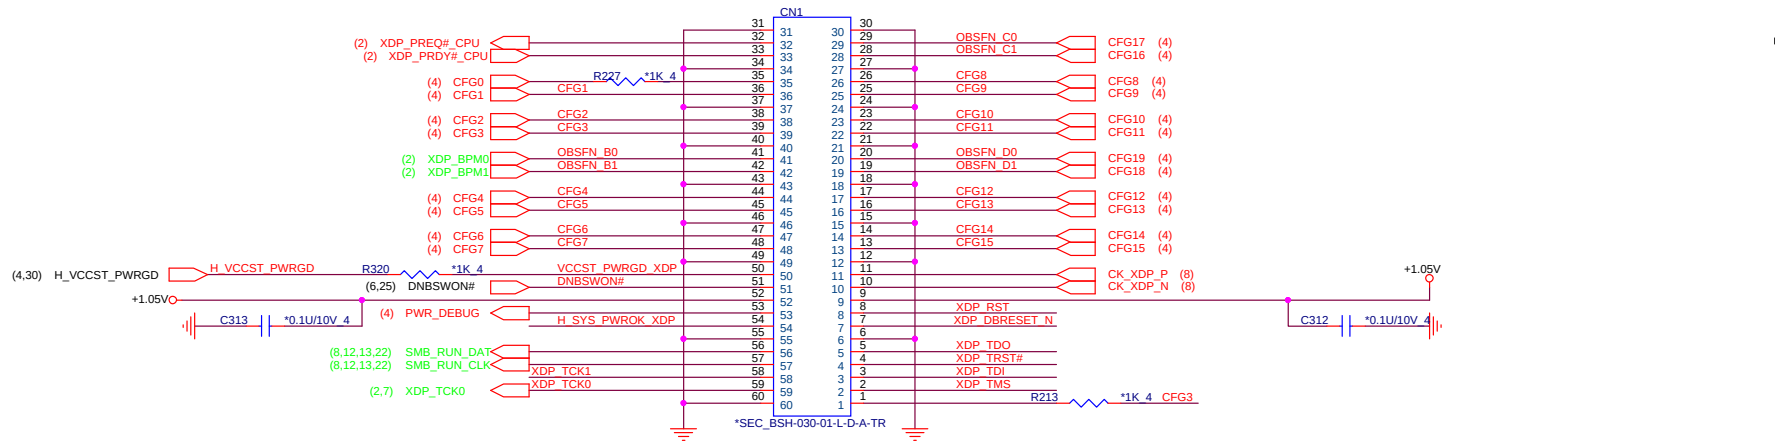 CN1
31 31 30 30
(2) XDP_PREQ#_CPU 32 32 29 29 OBSFN_C0 CFG17 (4)
(2) XDP_PRDY#_CPU 33 33 28 28 OBSFN_C1 CFG16 (4)
34 34 27 27
(4) CFG0 R227 *1K_4 35 35 26 26 CFG8 CFG8 (4)
(4) CFG1 CFG1 36 36 25 25 CFG9 CFG9 (4)
37 37 24 24
(4) CFG2 CFG2 38 38 23 23 CFG10 CFG10 (4)
(4) CFG3 CFG3 39 39 22 22 CFG11 CFG11 (4)
40 40 21 21
(2) XDP_BPM0 OBSFN_B0 41 41 20 20 OBSFN_D0 CFG19 (4)
(2) XDP_BPM1 OBSFN_B1 42 42 19 19 OBSFN_D1 CFG18 (4)
43 43 18 18
(4) CFG4 CFG4 44 44 17 17 CFG12 CFG12 (4)
(4) CFG5 CFG5 45 45 16 16 CFG13 CFG13 (4)
46 46 15 15
(4) CFG6 CFG6 47 47 14 14 CFG14 CFG14 (4)
(4) CFG7 CFG7 48 48 13 13 CFG15 CFG15 (4)
49 49 12 12
(4,30) H_VCCST_PWRGD H_VCCST_PWRGD R320 *1K_4 VCCST_PWRGD_XDP 50 50 11 11 CK_XDP_P (8) +1.05V
(6,25) DNBSWON# DNBSWON# 51 51 10 10 CK_XDP_N (8)
+1.05V 52 52 9 9
(4) PWR_DEBUG 53 53 8 8 XDP_RST
C313 *0.1U/10V_4 H_SYS_PWROK_XDP 54 54 7 7 XDP_DBRESET_N C312 *0.1U/10V_4
55 55 6 6
(8,12,13,22) SMB_RUN_DAT 56 56 5 5 XDP_TDO
(8,12,13,22) SMB_RUN_CLK 57 57 4 4 XDP_TRST#
XDP_TCK1 58 58 3 3 XDP_TDI
(2,7) XDP_TCK0 XDP_TCK0 59 59 2 2 XDP_TMS
60 60 1 1 R213 *1K_4 CFG3
*SEC_BSH-030-01-L-D-A-TR